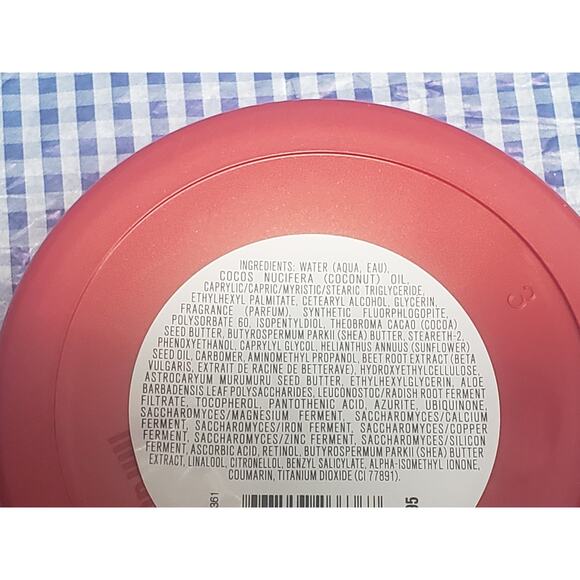 INGREDIENTS: WATER (AQUA, EAU),
COCOS NUCIFERA (COCONUT) OIL,
CAPRYLIC/CAPRIC/MYRISTIC/STEARIC TRIGLYCERIDE,
ETHYLHEXYL PALMITATE, CETEARYL ALCOHOL, GLYCERIN,
FRAGRANCE (PARFUM), SYNTHETIC FLUORPHLOGOPITE,
POLYSORBATE 60, ISOPENTYLDIOL, THEOBROMA CACAO (COCOA)
SEED BUTTER, BUTYROSPERMUM PARKII (SHEA) BUTTER, STEARETH-2,
PHENOXYETHANOL, CAPRYLYL GLYCOL, HELIANTHUS ANNUUS (SUNFLOWER)
SEED OIL, CARBOMER, AMINOMETHYL PROPANOL, BEET ROOT EXTRACT (BETA
VULGARIS, EXTRAIT DE RACINE DE BETTERAVE), HYDROXYETHYLCELLULOSE,
ASTROCARYUM MURUMURU SEED BUTTER, ETHYLHEXYLGLYCERIN, ALOE
BARBADENSIS LEAF POLYSACCHARIDES, LEUCONOSTOC/RADISH ROOT FERMENT
FILTRATE, TOCOPHEROL, PANTOTHENIC ACID, AZURITE, UBIQUINONE,
SACCHAROMYCES/MAGNESIUM FERMENT, SACCHAROMYCES/CALCIUM
FERMENT, SACCHAROMYCES/IRON FERMENT, SACCHAROMYCES/COPPER
FERMENT, SACCHAROMYCES/ZINC FERMENT, SACCHAROMYCES/SILICON
FERMENT, ASCORBIC ACID, RETINOL, BUTYROSPERMUM PARKII (SHEA) BUTTER
EXTRACT, LINALOOL, CITRONELLOL, BENZYL SALICYLATE, ALPHA-ISOMETHYL IONONE,
COUMARIN, TITANIUM DIOXIDE (CI 77891).
361
95
3